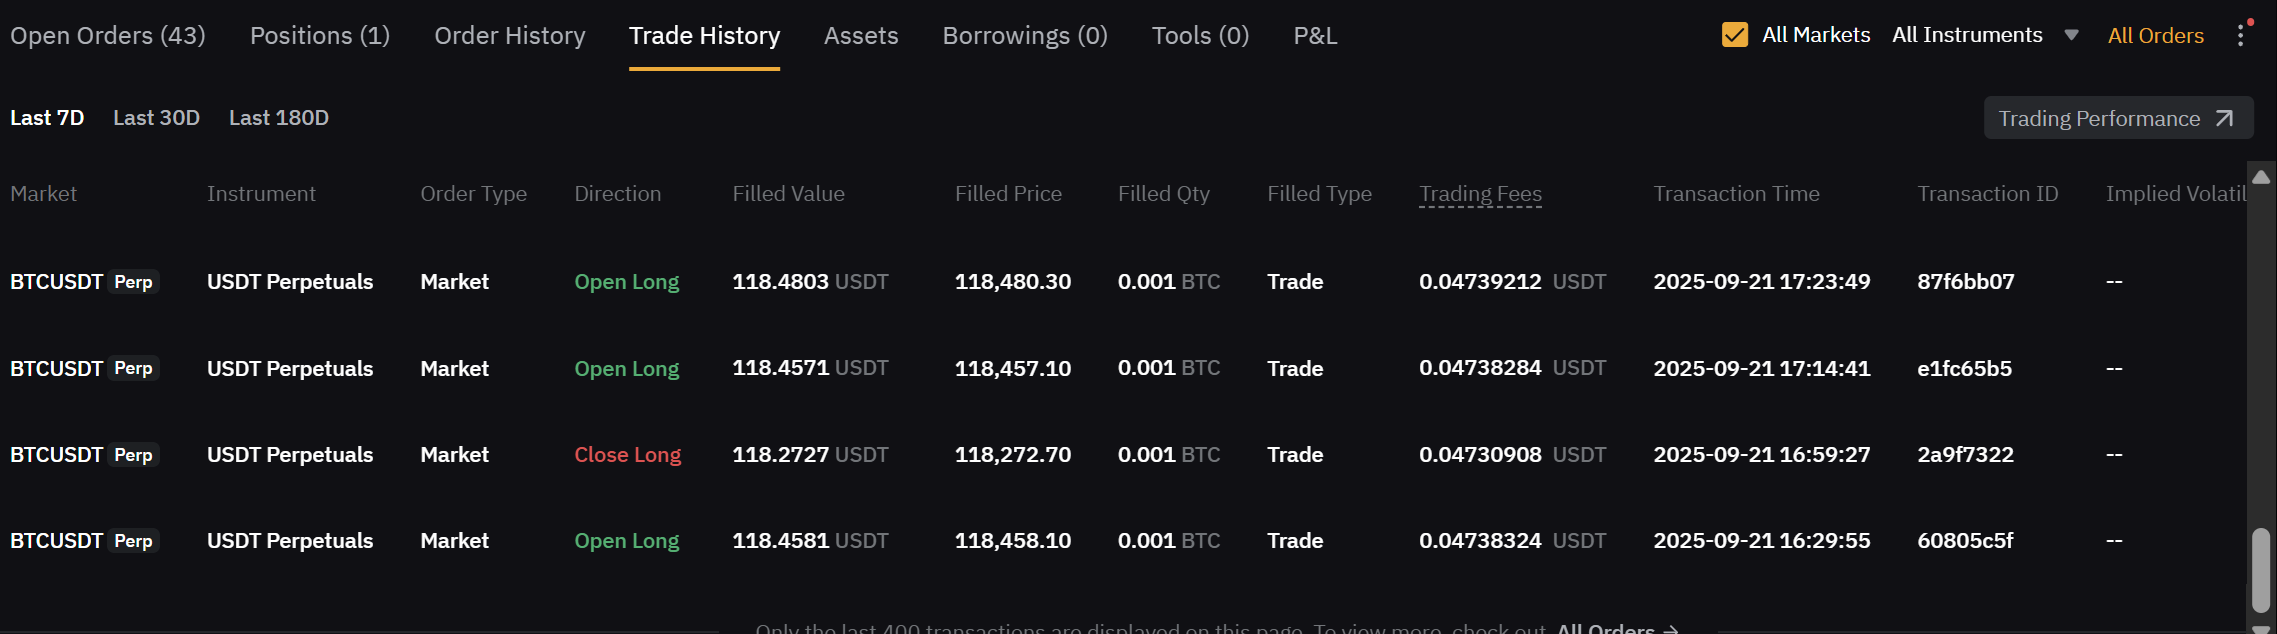 Open Orders (43) Positions (1) Order History Trade History Assets Borrowings (0) Tools (0) P&L All Markets All Instruments All Orders
Last 7D Last 30D Last 180D Trading Performance
Market Instrument Order Type Direction Filled Value Filled Price Filled Qty Filled Type Trading Fees Transaction Time Transaction ID Implied Volatil
BTCUSDT Perp USDT Perpetuals Market Open Long 118.4803 USDT 118,480.30 0.001 BTC Trade 0.04739212 USDT 2025-09-21 17:23:49 87f6bb07 --
BTCUSDT Perp USDT Perpetuals Market Open Long 118.4571 USDT 118,457.10 0.001 BTC Trade 0.04738284 USDT 2025-09-21 17:14:41 e1fc65b5 --
BTCUSDT Perp USDT Perpetuals Market Close Long 118.2727 USDT 118,272.70 0.001 BTC Trade 0.04730908 USDT 2025-09-21 16:59:27 2a9f7322 --
BTCUSDT Perp USDT Perpetuals Market Open Long 118.4581 USDT 118,458.10 0.001 BTC Trade 0.04738324 USDT 2025-09-21 16:29:55 60805c5f --
Only the last 400 transactions are displayed on this page. To view more, check out All Orders →